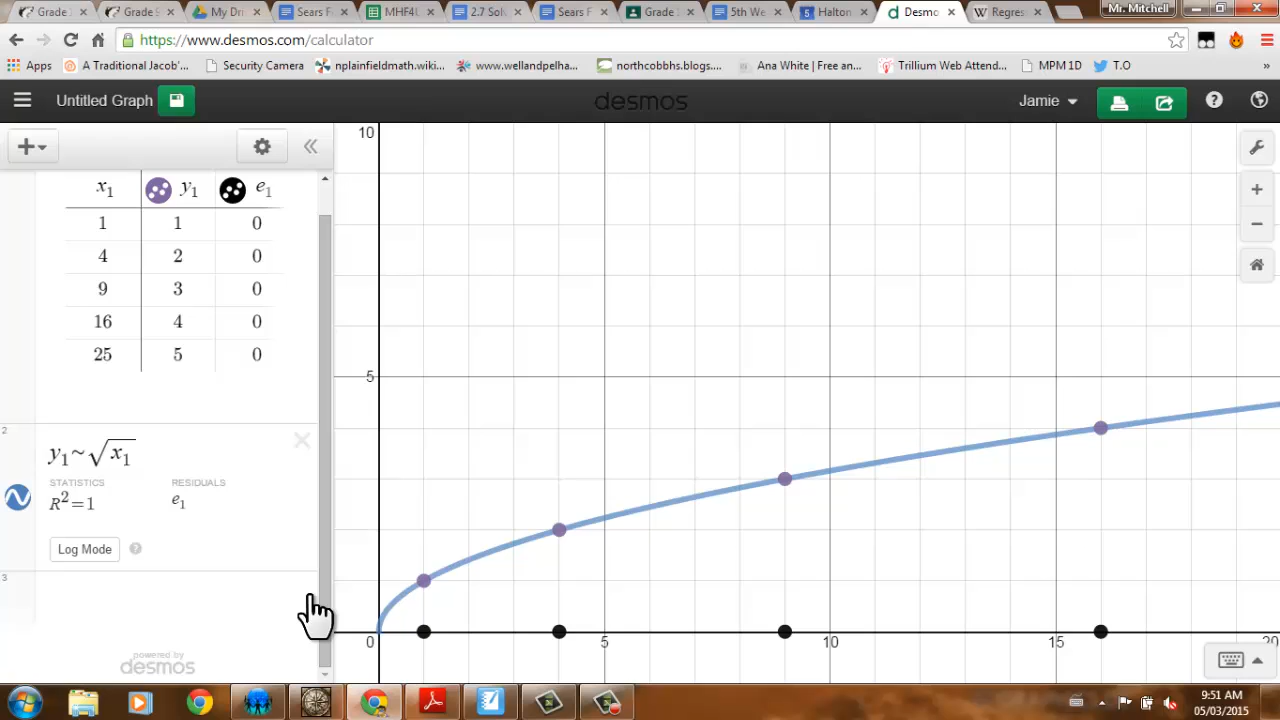 Mr. Mitchell
Grade
Grade S
My Dri
Sears F
MHF4U
2.7 Sol
Sears F
Grade
5th We
Halton
Desmo
Regres
https://www.desmos.com/calculator
Apps
A Traditional Jacob'...
Security Camera
nplainfieldmath.wiki...
www.wellandpelha...
northcobbhs.blogs....
Ana White | Free an...
Trillium Web Attend...
MPM 1D
T.O
»
Untitled Graph
desmos
Jamie
x₁ y₁ e₁
1 1 0
4 2 0
9 3 0
16 4 0
25 5 0
2
y₁~√x₁
STATISTICS RESIDUALS
R²=1 e₁
Log Mode
3
powered by
desmos
10
5
0 5 10 15 20
9:51 AM
05/03/2015